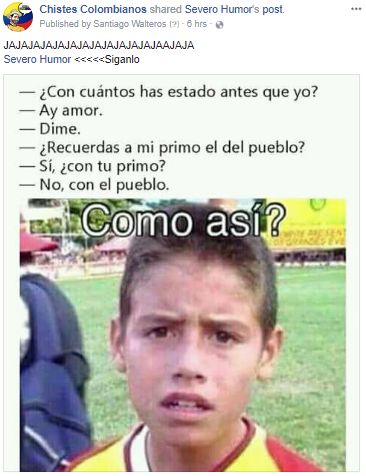 Chistes Colombianos shared Severo Humor's post.
Published by Santiago Walteros [?] · 6 hrs ·
JAJAJAJAJAJAJAJAJAJAJAJAJAAJAJA
Severo Humor <<<<<Siganlo
— ¿Con cuántos has estado antes que yo?
— Ay amor.
— Dime.
— ¿Recuerdas a mi primo el del pueblo?
— Sí, ¿con tu primo?
— No, con el pueblo.
Como así?